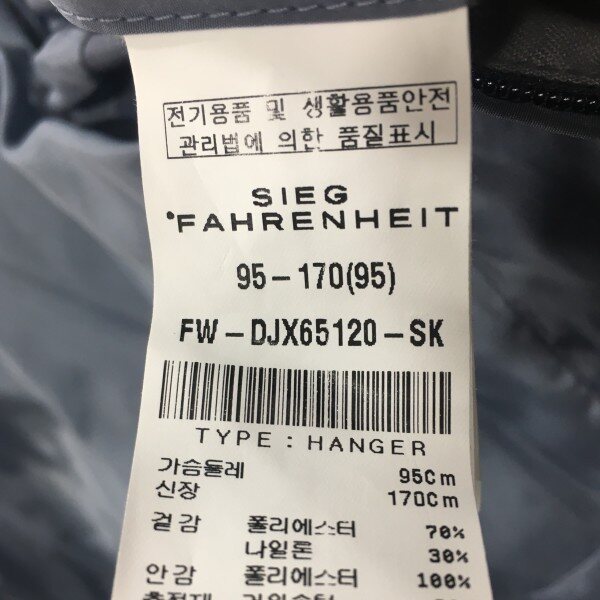 전기용품 및 생활용품안전
관리법에 의한 품질표시
SIEG
°FAHRENHEIT
95-170(95)
FW-DJX65120-SK
TYPE : HANGER
가슴둘레 95Cm
신장 170Cm
겉감 폴리에스터 70%
나일론 30%
안감 폴리에스터 100%
충전재